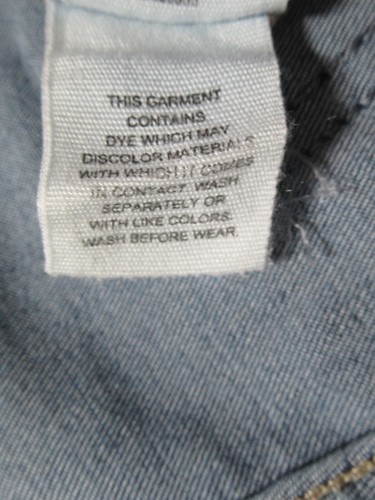 THIS GARMENT
CONTAINS
DYE WHICH MAY
DISCOLOR MATERIALS
WITH WHICH IT COMES
IN CONTACT. WASH
SEPARATELY OR
WITH LIKE COLORS.
WASH BEFORE WEAR.